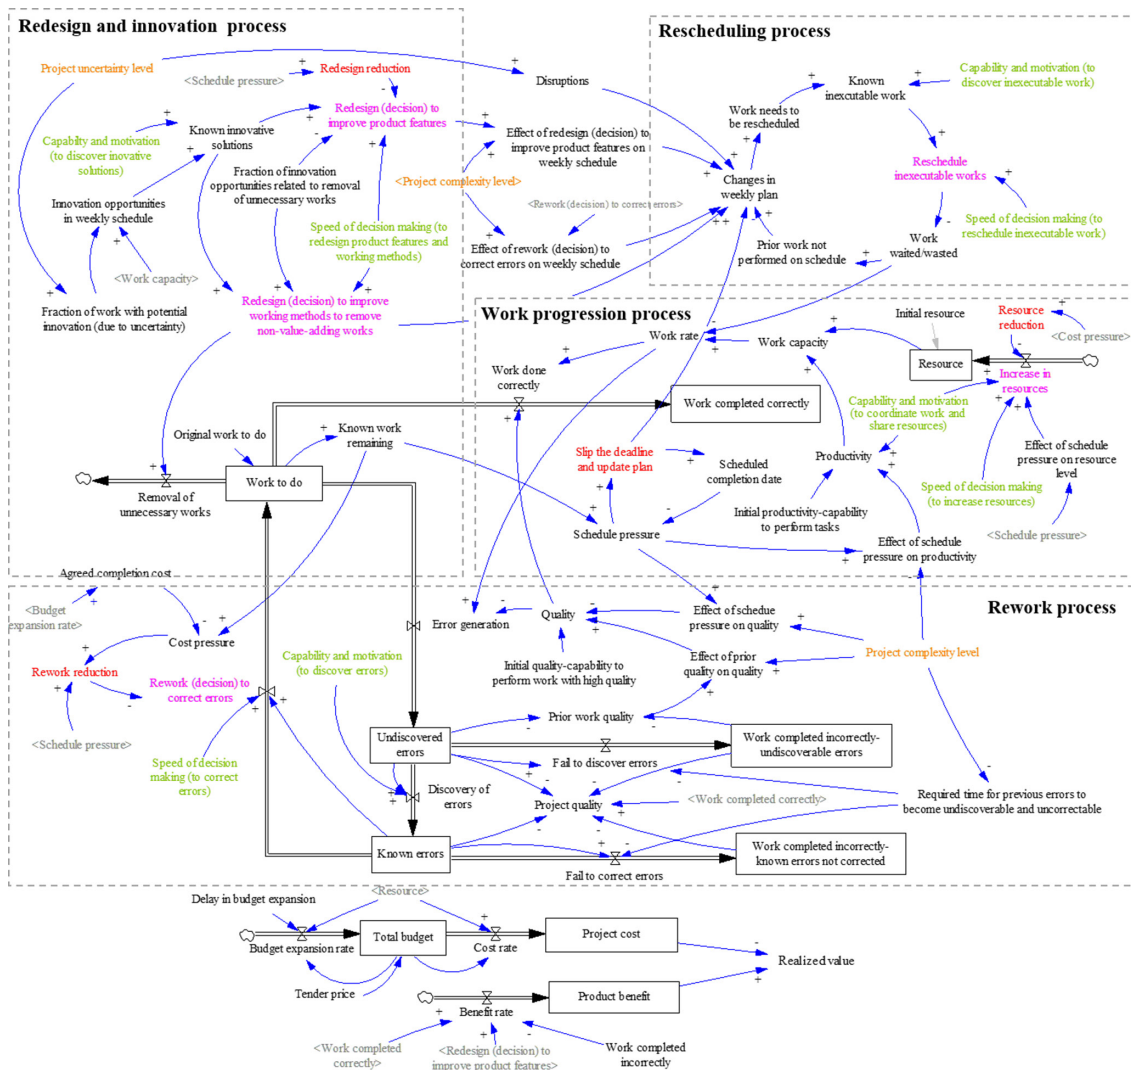 Redesign and innovation process
Project uncertainty level
<Schedule pressure>
Redesign reduction
Redesign (decision) to
improve product features
Capabilty and motivation
(to discover inovative
solutions)
Known innovative
solutions
Fraction of innovation
opportunities related to removal
of unnecessary works
Innovation opportunities
in weekly schedule
<Work capacity>
Speed of decision making (to
redesign product features and
working methods)
Fraction of work with potential
innovation (due to uncertainty)
Redesign (decision) to improve
working methods to remove
non-value-adding works
Disruptions
Effect of redesign (decision) to
improve product features on
weekly schedule
<Project complexity level>
<Rework (decision) to correct errors>
Effect of rework (decision) to
correct errors on weekly schedule
Rescheduling process
Known
inexecutable work
Capability and motivation (to
discover inexecutable work)
Work needs to
be rescheduled
Reschedule
inexecutable works
Changes in
weekly plan
Speed of decision making (to
reschedule inexecutable work)
Prior work not
performed on schedule
Work
waited/wasted
Work progression process
Work rate
Work capacity
Initial resource
Resource
reduction
<Cost pressure>
Resource
Increase in
resources
Work done
correctly
Work completed correctly
Capability and motivation
(to coordinate work and
share resources)
Original work to do
Known work
remaining
Slip the deadline
and update plan
Scheduled
completion date
Productivity
Effect of schedule
pressure on resource
level
Work to do
Removal of
unnecessary works
Initial productivity-capability
to perform tasks
Speed of decision making
(to increase resources)
Schedule pressure
Effect of schedule
pressure on productivity
<Schedule pressure>
Agreed completion cost
<Budget
expansion rate>
Cost pressure
Rework reduction
Rework (decision) to
correct errors
<Schedule pressure>
Speed of decision
making (to correct
errors)
Capability and motivation
(to discover errors)
Rework process
Error generation
Quality
Effect of schedue
pressure on quality
Initial quality-capability to
perform work with high quality
Effect of prior
quality on quality
Project complexity level
Prior work quality
Undiscovered
errors
Work completed incorrectly-
undiscoverable errors
Fail to discover errors
Discovery of
errors
Project quality
<Work completed correctly>
Required time for previous errors to
become undiscoverable and uncorrectable
Known errors
Work completed incorrectly-
known errors not corrected
Fail to correct errors
<Resource>
Delay in budget expansion
Budget expansion rate
Total budget
Cost rate
Project cost
Realized value
Tender price
Product benefit
Benefit rate
<Work completed
correctly>
<Redesign (decision) to
improve product features>
Work completed
incorrectly